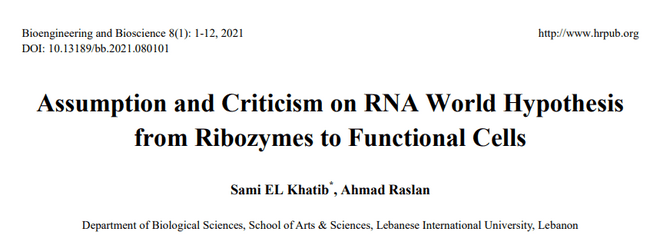 Bioengineering and Bioscience 8(1): 1-12, 2021 http://www.hrpub.org
DOI: 10.13189/bb.2021.080101
Assumption and Criticism on RNA World Hypothesis
from Ribozymes to Functional Cells
Sami EL Khatib*, Ahmad Raslan
Department of Biological Sciences, School of Arts & Sciences, Lebanese International University, Lebanon